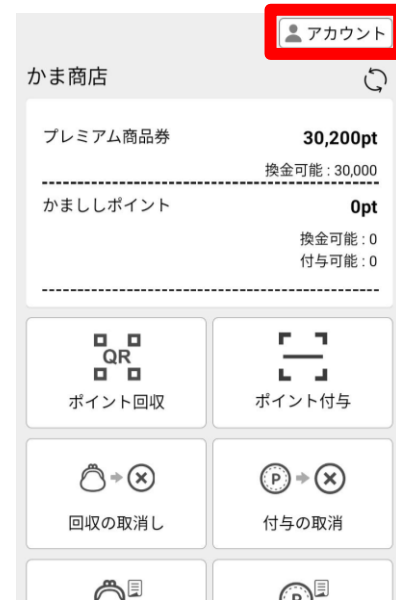 アカウント
かま商店
プレミアム商品券 30,200pt
換金可能 : 30,000
かまししポイント 0pt
換金可能 : 0
付与可能 : 0
QR
ポイント回収 ポイント付与
P
回収の取消し 付与の取消
P